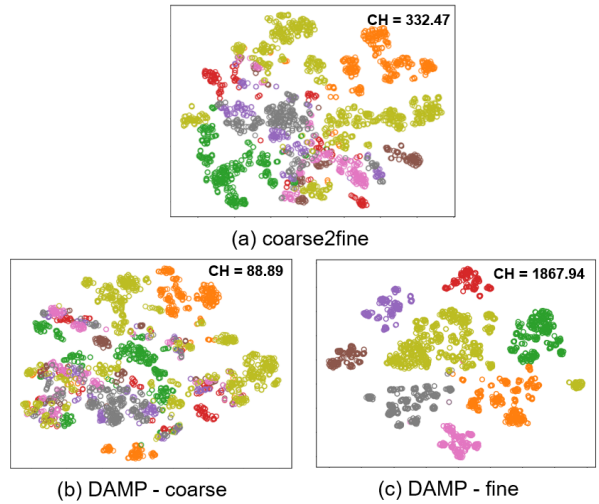 CH = 332.47
(a) coarse2fine
CH = 88.89
CH = 1867.94
(b) DAMP - coarse
(c) DAMP - fine